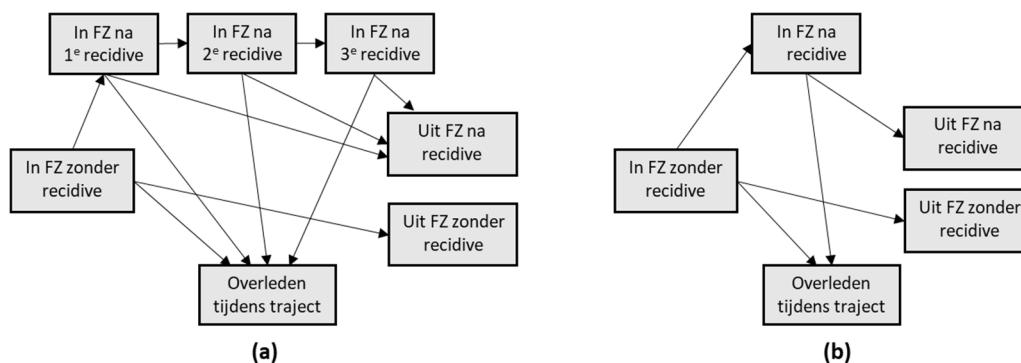 In FZ na
1e recidive
In FZ na
2e recidive
In FZ na
3e recidive
Uit FZ na
recidive
In FZ zonder
recidive
Uit FZ zonder
recidive
Overleden
tijdens traject
(a)
In FZ na
recidive
Uit FZ na
recidive
In FZ zonder
recidive
Uit FZ zonder
recidive
Overleden
tijdens traject
(b)